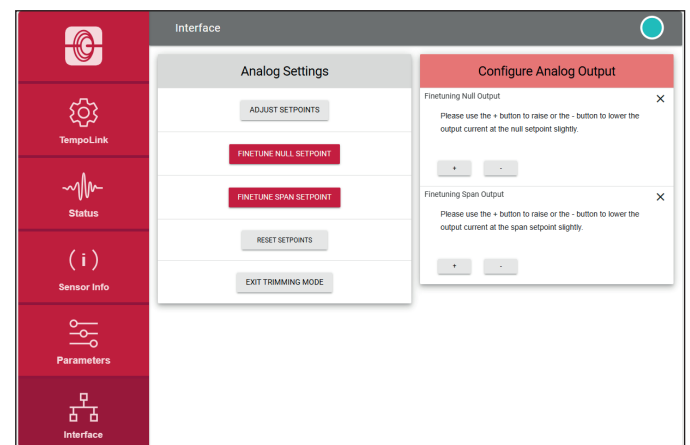 Interface
TempoLink
Status
(i)
Sensor Info
Parameters
Interface
Analog Settings
ADJUST SETPOINTS
FINETUNE NULL SETPOINT
FINETUNE SPAN SETPOINT
RESET SETPOINTS
EXIT TRIMMING MODE
Configure Analog Output
Finetuning Null Output
Please use the + button to raise or the - button to lower the
output current at the null setpoint slightly.
+ -
Finetuning Span Output
Please use the + button to raise or the - button to lower the
output current at the span setpoint slightly.
+ -